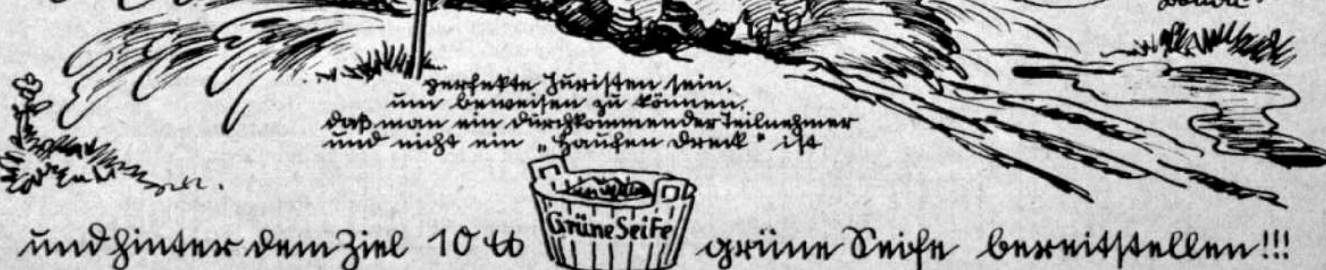 perfekte Juristen sein,
um beweisen zu können,
daß man ein durchkommender Teilnehmer
und nicht ein „Haufen Dreck“ ist
Grüne Seife
und hinter dem Ziel 10 ℔ grüne Seife bereitstellen!!!